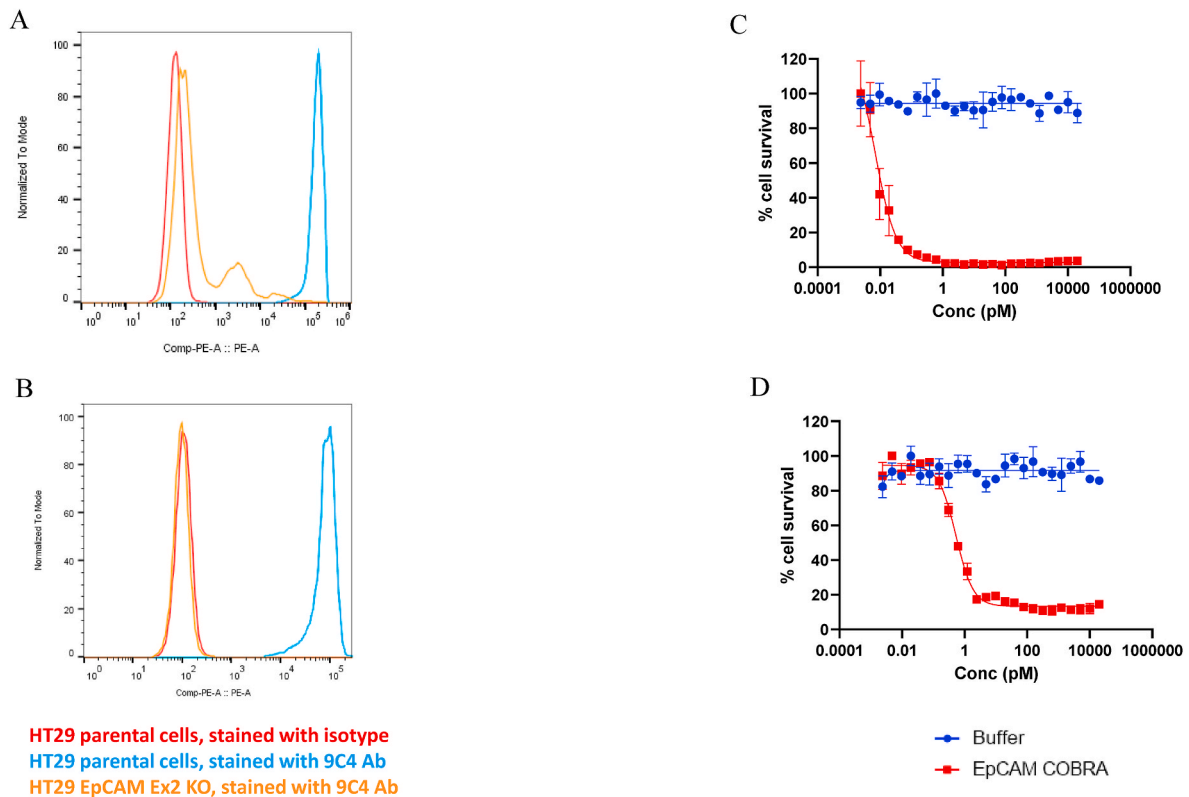 A
100
80
60
40
20
0
Normalized To Mode
10^0 10^1 10^2 10^3 10^4 10^5 10^6
Comp-PE-A :: PE-A
B
100
80
60
40
20
0
Normalized To Mode
10^0 10^1 10^2 10^3 10^4 10^5
Comp-PE-A :: PE-A
HT29 parental cells, stained with isotype
HT29 parental cells, stained with 9C4 Ab
HT29 EpCAM Ex2 KO, stained with 9C4 Ab
C
120
100
80
60
40
20
0
% cell survival
0.0001 0.01 1 100 10000 1000000
Conc (pM)
D
120
100
80
60
40
20
0
% cell survival
0.0001 0.01 1 100 10000 1000000
Conc (pM)
Buffer
EpCAM COBRA